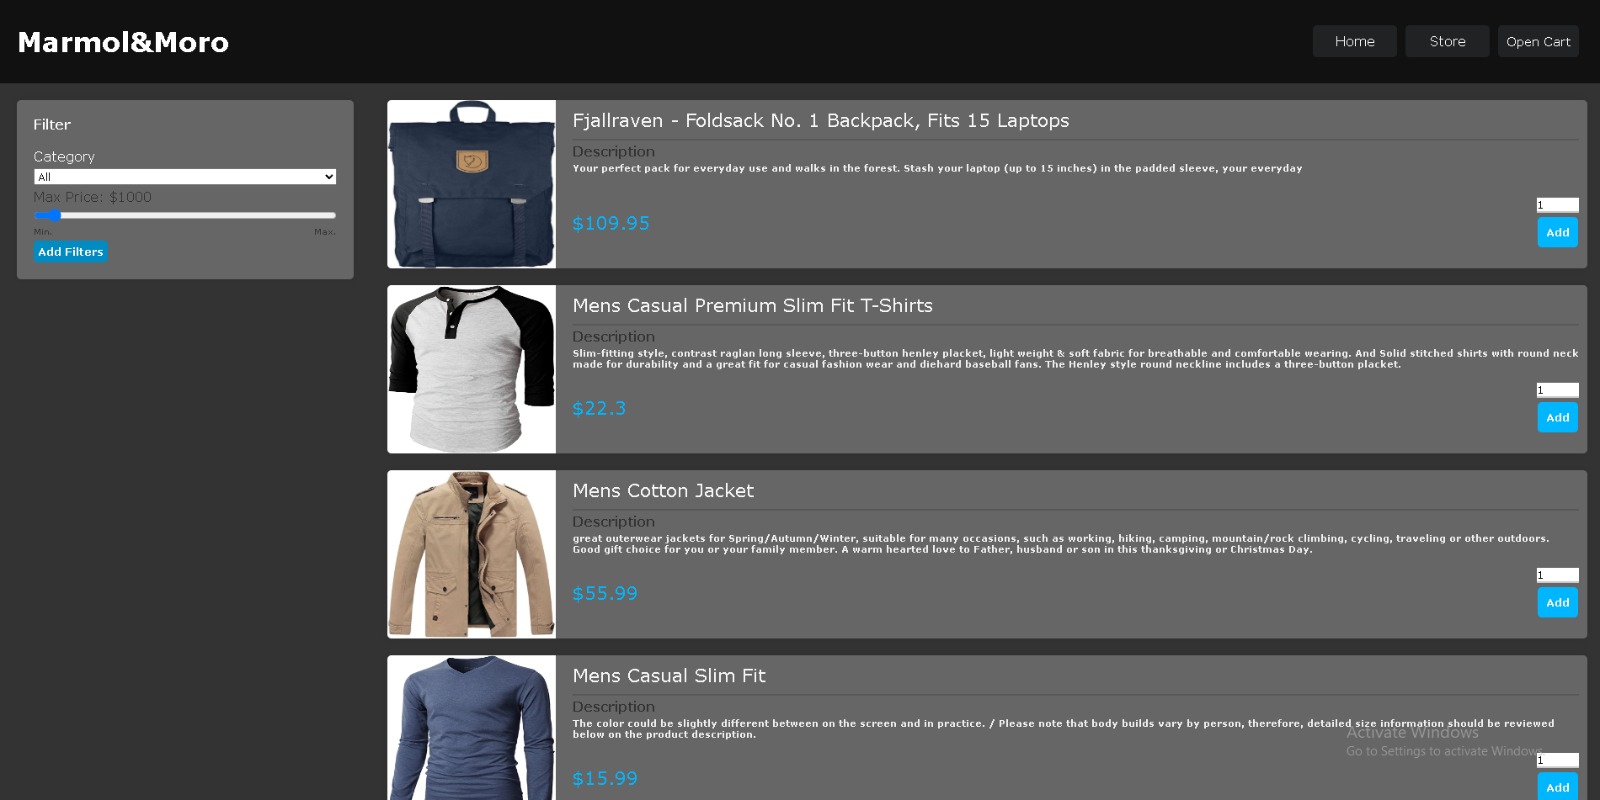 Marmol&Moro
Home
Store
Open Cart
Filter
Category
All
Max Price: $1000
Min.
Max.
Add Filters
Fjallraven - Foldsack No. 1 Backpack, Fits 15 Laptops
Description
Your perfect pack for everyday use and walks in the forest. Stash your laptop (up to 15 inches) in the padded sleeve, your everyday
$109.95
1
Add
Mens Casual Premium Slim Fit T-Shirts
Description
Slim-fitting style, contrast raglan long sleeve, three-button henley placket, light weight & soft fabric for breathable and comfortable wearing. And Solid stitched shirts with round neck
made for durability and a great fit for casual fashion wear and diehard baseball fans. The Henley style round neckline includes a three-button placket.
$22.3
1
Add
Mens Cotton Jacket
Description
great outerwear jackets for Spring/Autumn/Winter, suitable for many occasions, such as working, hiking, camping, mountain/rock climbing, cycling, traveling or other outdoors.
Good gift choice for you or your family member. A warm hearted love to Father, husband or son in this thanksgiving or Christmas Day.
$55.99
1
Add
Mens Casual Slim Fit
Description
The color could be slightly different between on the screen and in practice. / Please note that body builds vary by person, therefore, detailed size information should be reviewed
below on the product description.
$15.99
1
Add
Activate Windows
Go to Settings to activate Windows.